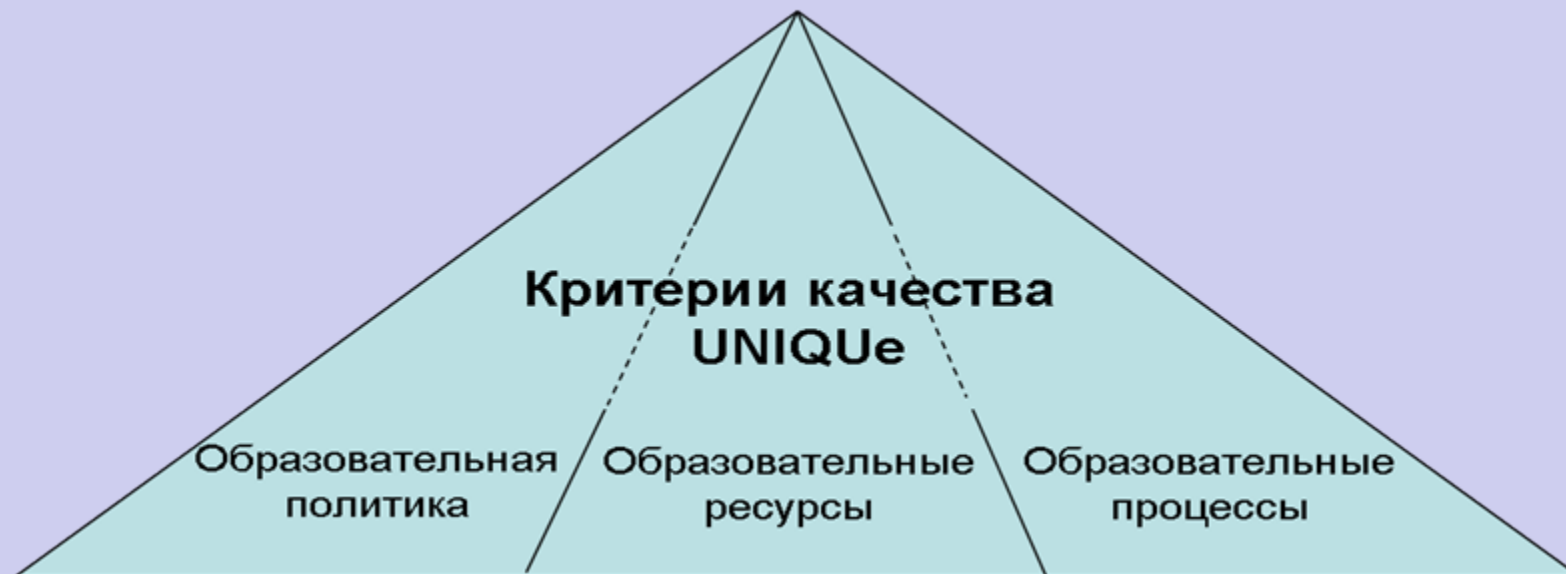 Критерии качества
UNIQUe
Образовательная
политика
Образовательные
ресурсы
Образовательные
процессы